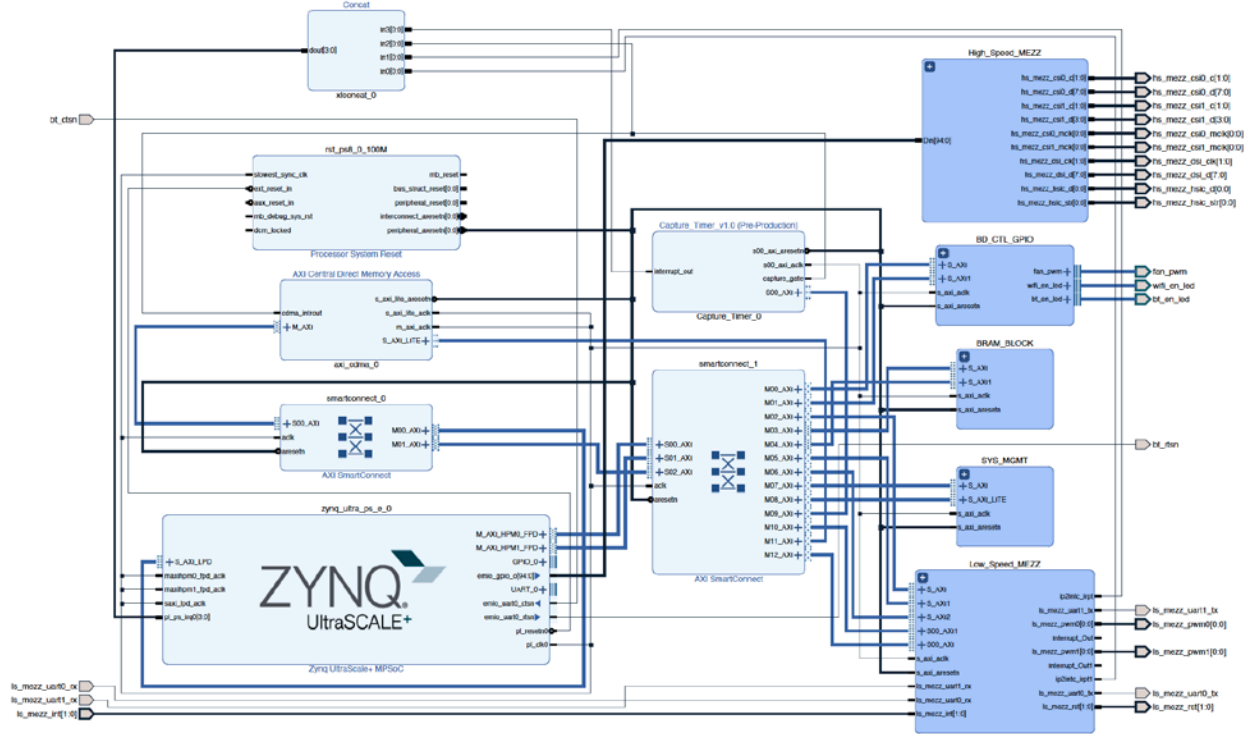 Concat
in3[0:0]
in2[0:0]
dout[3:0]
in1[0:0]
in0[0:0]
xlconcat_0
bt_ctsn
rst_ps8_0_100M
slowest_sync_clk
mb_reset
ext_reset_in
bus_struct_reset[0:0]
aux_reset_in
peripheral_reset[0:0]
mb_debug_sys_rst
interconnect_aresetn[0:0]
dcm_locked
peripheral_aresetn[0:0]
Processor System Reset
AXI Central Direct Memory Access
s_axi_lite_aresetn
cdma_introut
s_axi_lite_aclk
M_AXI
m_axi_aclk
S_AXI_LITE
axi_cdma_0
smartconnect_0
S00_AXI
M00_AXI
aclk
M01_AXI
aresetn
AXI SmartConnect
zynq_ultra_ps_e_0
M_AXI_HPM0_FPD
M_AXI_HPM1_FPD
S_AXI_LPD
GPIO_0
maxihpm0_fpd_aclk
emio_gpio_o[94:0]
maxihpm1_fpd_aclk
UART_0
saxi_lpd_aclk
emio_uart0_ctsn
pl_ps_irq0[3:0]
emio_uart0_rtsn
pl_resetn0
pl_clk0
ZYNQ
UltraSCALE+
Zynq UltraScale+ MPSoC
ls_mezz_uart0_rx
ls_mezz_uart1_rx
ls_mezz_int[1:0]
Capture_Timer_v1.0 (Pre-Production)
s00_axi_aresetn
interrupt_out
s00_axi_aclk
capture_gate
S00_AXI
Capture_Timer_0
smartconnect_1
M00_AXI
M01_AXI
M02_AXI
M03_AXI
S00_AXI
M04_AXI
S01_AXI
M05_AXI
S02_AXI
M06_AXI
aclk
M07_AXI
aresetn
M08_AXI
M09_AXI
M10_AXI
M11_AXI
M12_AXI
AXI SmartConnect
High_Speed_MEZZ
Din[94:0]
hs_mezz_csi0_c[1:0]
hs_mezz_csi0_d[7:0]
hs_mezz_csi1_c[1:0]
hs_mezz_csi1_d[3:0]
hs_mezz_csi0_mclk[0:0]
hs_mezz_csi1_mclk[0:0]
hs_mezz_dsi_clk[1:0]
hs_mezz_dsi_d[7:0]
hs_mezz_hsic_d[0:0]
hs_mezz_hsic_str[0:0]
hs_mezz_csi0_c[1:0]
hs_mezz_csi0_d[7:0]
hs_mezz_csi1_c[1:0]
hs_mezz_csi1_d[3:0]
hs_mezz_csi0_mclk[0:0]
hs_mezz_csi1_mclk[0:0]
hs_mezz_dsi_clk[1:0]
hs_mezz_dsi_d[7:0]
hs_mezz_hsic_d[0:0]
hs_mezz_hsic_str[0:0]
BD_CTL_GPIO
S_AXI
S_AXI1
s_axi_aclk
s_axi_aresetn
fan_pwm
wifi_en_led
bt_en_led
fan_pwm
wifi_en_led
bt_en_led
BRAM_BLOCK
S_AXI
S_AXI1
s_axi_aclk
s_axi_aresetn
bt_rtsn
SYS_MGMT
S_AXI
S_AXI_LITE
s_axi_aclk
s_axi_aresetn
Low_Speed_MEZZ
S_AXI
S_AXI1
S_AXI2
S00_AXI1
S00_AXI
s_axi_aclk
s_axi_aresetn
ls_mezz_uart1_rx
ls_mezz_uart0_rx
ls_mezz_int[1:0]
ip2intc_irpt
ls_mezz_uart1_tx
ls_mezz_pwm0[0:0]
interrupt_Out
ls_mezz_pwm1[0:0]
interrupt_Out1
ip2intc_irpt1
ls_mezz_uart0_tx
ls_mezz_rst[1:0]
ls_mezz_uart1_tx
ls_mezz_pwm0[0:0]
ls_mezz_pwm1[0:0]
ls_mezz_uart0_tx
ls_mezz_rst[1:0]